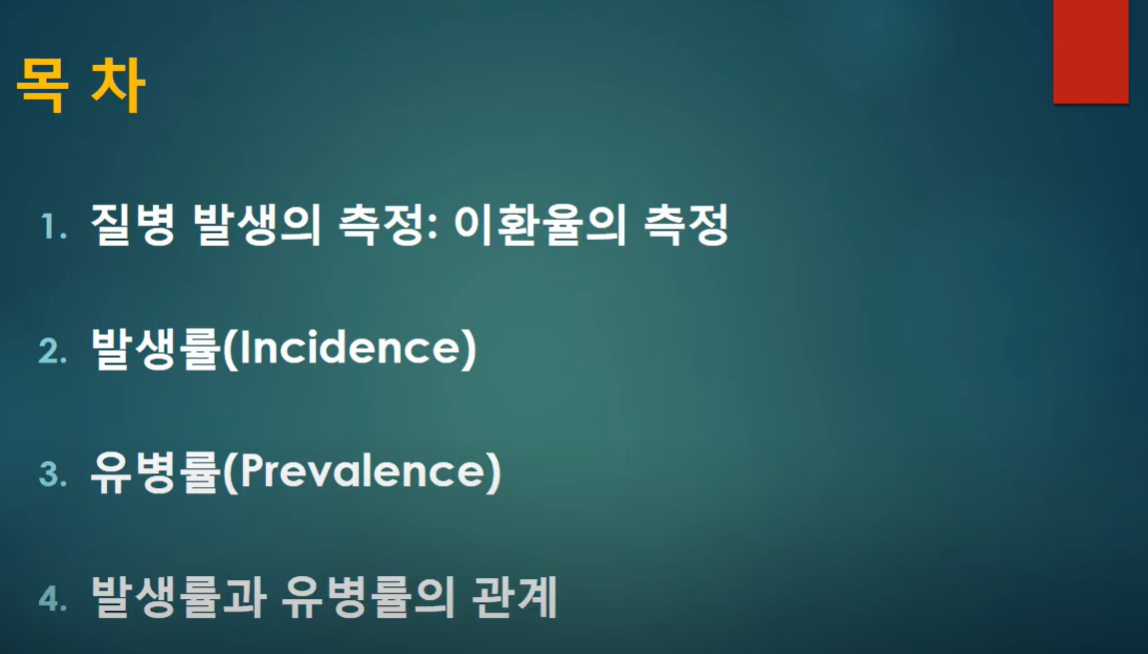 목 차
1. 질병 발생의 측정: 이환율의 측정
2. 발생률(Incidence)
3. 유병률(Prevalence)
4. 발생률과 유병률의 관계